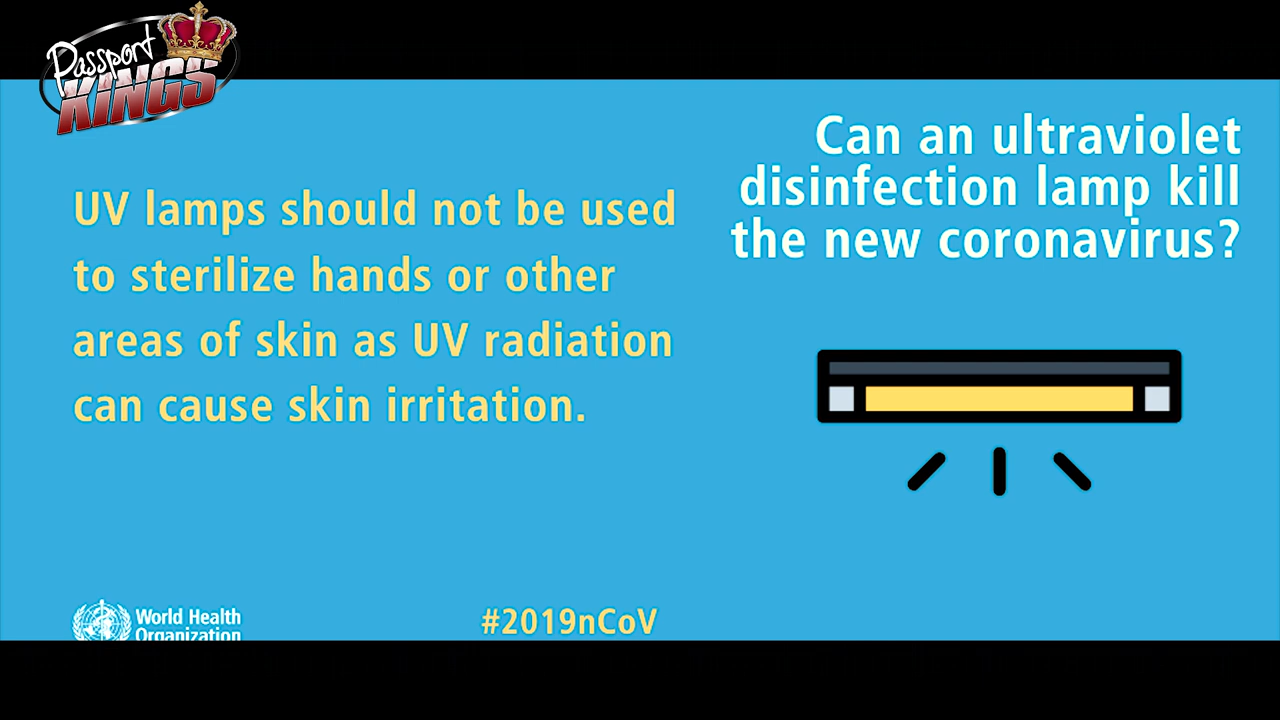 Passport
KINGS
Can an ultraviolet
disinfection lamp kill
the new coronavirus?
UV lamps should not be used
to sterilize hands or other
areas of skin as UV radiation
can cause skin irritation.
World Health
Organization
#2019nCoV